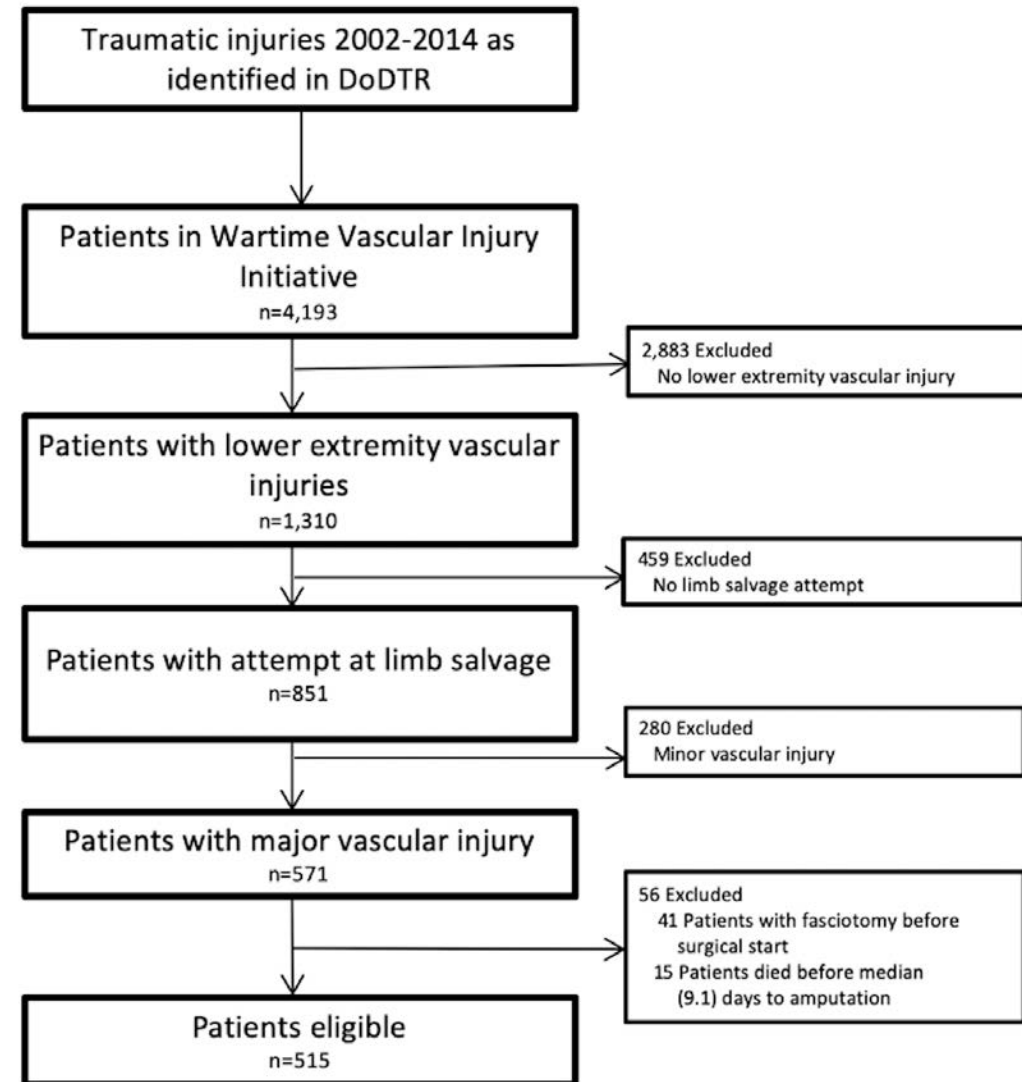 Traumatic injuries 2002-2014 as
identified in DoDTR
Patients in Wartime Vascular Injury
Initiative
n=4,193
2,883 Excluded
No lower extremity vascular injury
Patients with lower extremity vascular
injuries
n=1,310
459 Excluded
No limb salvage attempt
Patients with attempt at limb salvage
n=851
280 Excluded
Minor vascular injury
Patients with major vascular injury
n=571
56 Excluded
41 Patients with fasciotomy before
surgical start
15 Patients died before median
(9.1) days to amputation
Patients eligible
n=515